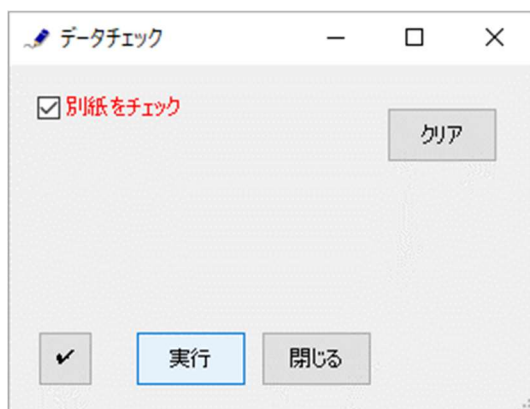 データチェック
別紙をチェック
クリア
✔ 実行 閉じる